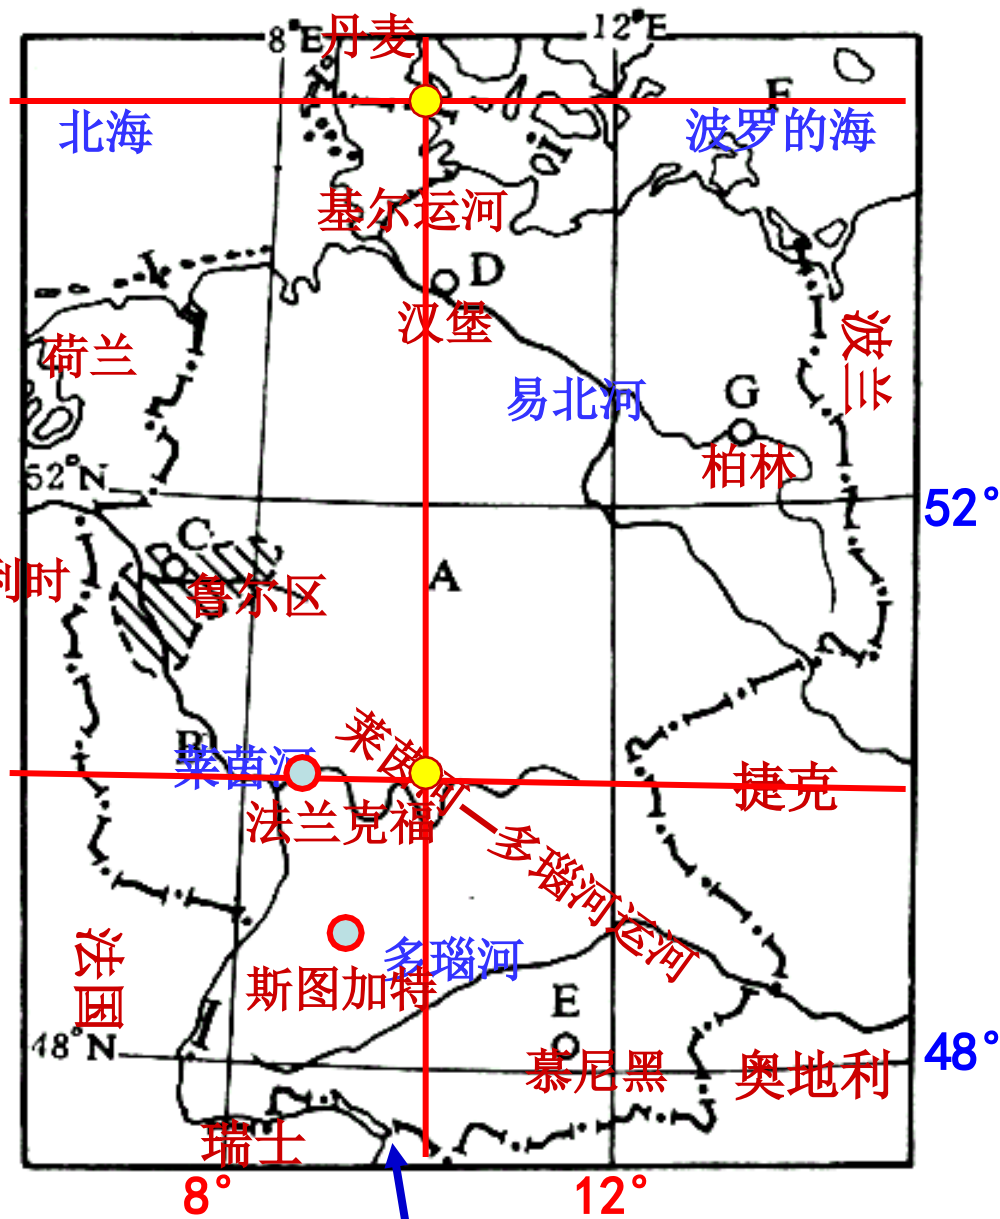 8°E
丹麦
12°E
F
北海
波罗的海
基尔运河
D
汉堡
荷兰
波兰
易北河
G
柏林
52°N
52°
C
利时
鲁尔区
A
B
莱茵河
莱茵河—多瑙河运河
捷克
法兰克福
法国
多瑙河
斯图加特
E
48°N
48°
慕尼黑
奥地利
瑞士
8°
12°